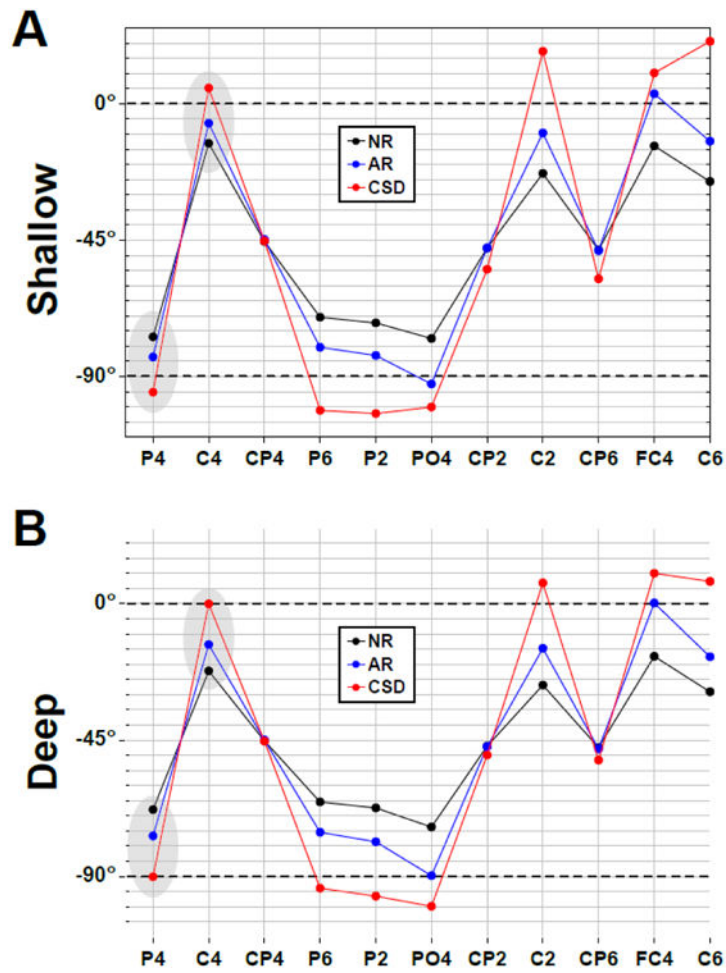 A
Shallow
0°
-45°
-90°
NR
AR
CSD
P4 C4 CP4 P6 P2 PO4 CP2 C2 CP6 FC4 C6
B
Deep
0°
-45°
-90°
NR
AR
CSD
P4 C4 CP4 P6 P2 PO4 CP2 C2 CP6 FC4 C6